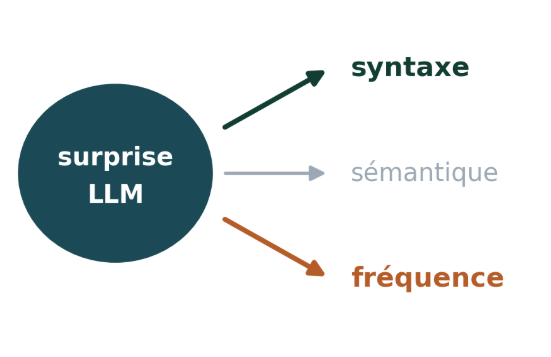 surprise
LLM
syntaxe
sémantique
fréquence